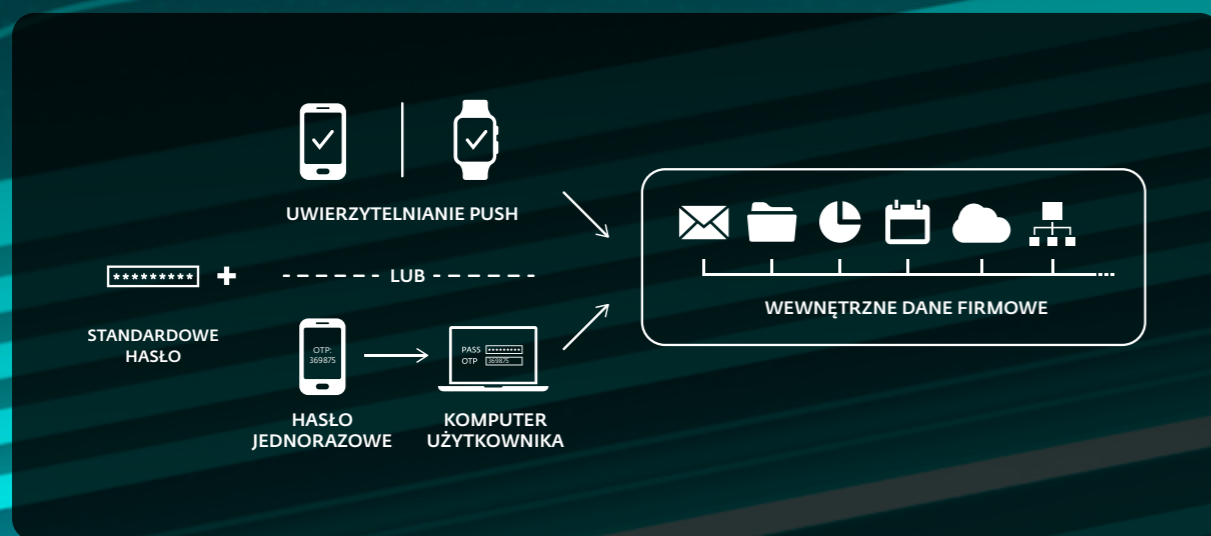 UWIERZYTELNIANIE PUSH
*********
+
LUB
STANDARDOWE
HASŁO
OTP:
369875
PASS *********
OTP 369875
HASŁO
JEDNORAZOWE
KOMPUTER
UŻYTKOWNIKA
WEWNĘTRZNE DANE FIRMOWE